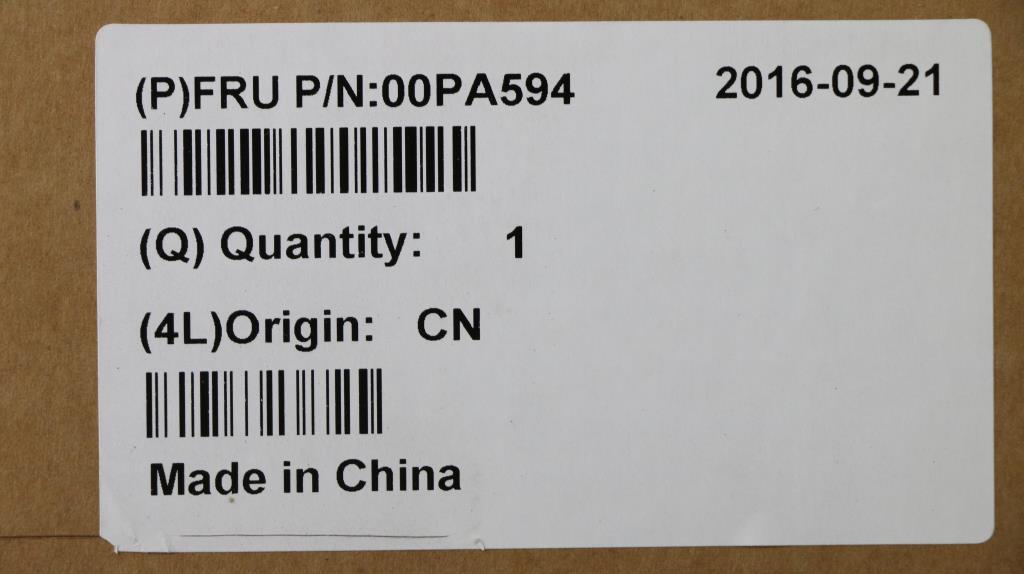 (P)FRU P/N:00PA594 2016-09-21
(Q) Quantity: 1
(4L)Origin: CN
Made in China